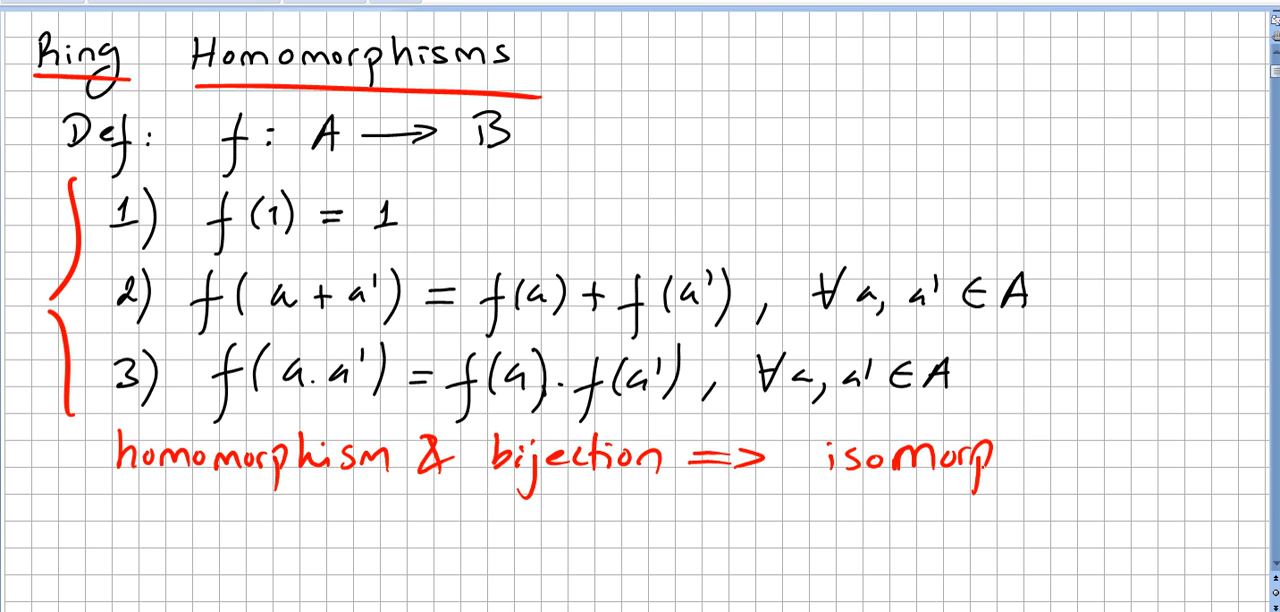 Ring Homomorphisms
Def: f: A ⟶ B
1) f(1) = 1
2) f(a + a') = f(a) + f(a'), ∀ a, a' ∈ A
3) f(a.a') = f(a).f(a'), ∀ a, a' ∈ A
homomorphism & bijection => isomorp